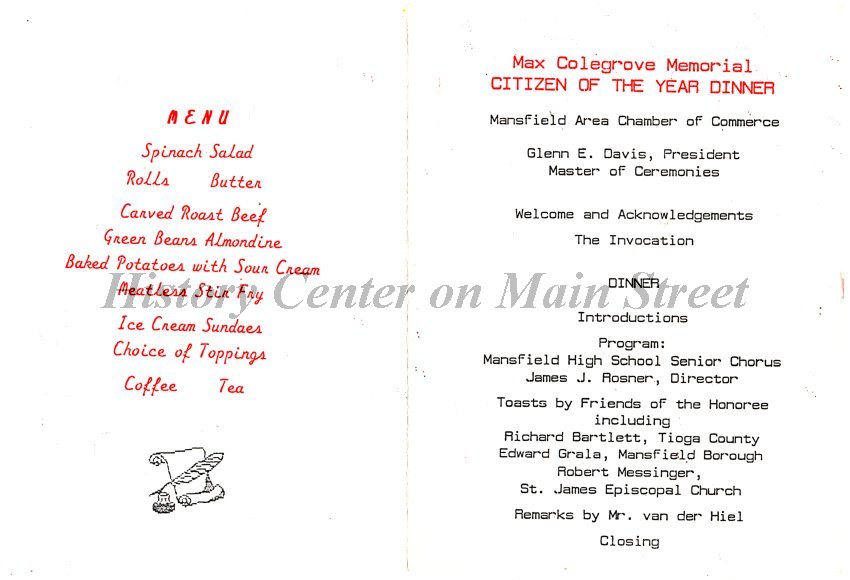 MENU
Spinach Salad
Rolls Butter
Carved Roast Beef
Green Beans Almondine
Baked Potatoes with Sour Cream
Meatless Stir Fry
Ice Cream Sundaes
Choice of Toppings
Coffee Tea
Max Colegrove Memorial
CITIZEN OF THE YEAR DINNER
Mansfield Area Chamber of Commerce
Glenn E. Davis, President
Master of Ceremonies
Welcome and Acknowledgements
The Invocation
DINNER
Introductions
Program:
Mansfield High School Senior Chorus
James J. Rosner, Director
Toasts by Friends of the Honoree
including
Richard Bartlett, Tioga County
Edward Grala, Mansfield Borough
Robert Messinger,
St. James Episcopal Church
Remarks by Mr. van der Hiel
Closing
History Center on Main Street